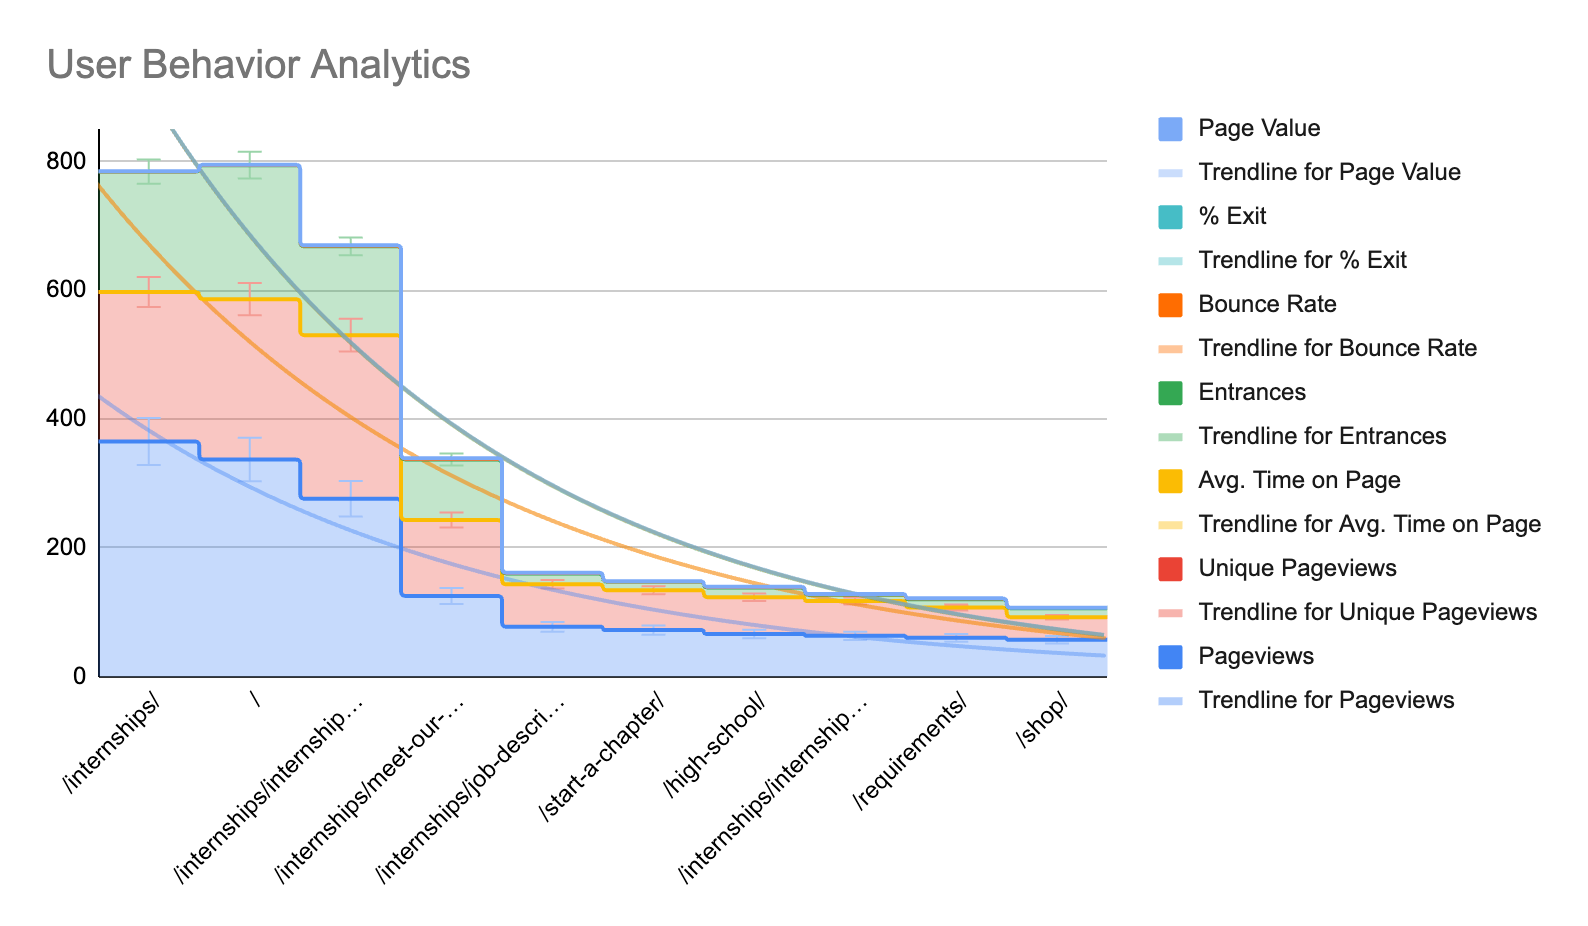 User Behavior Analytics
800
600
400
200
0
/internships/
/
/internships/internship…
/internships/meet-our-…
/internships/job-descri…
/start-a-chapter/
/high-school/
/internships/internship…
/requirements/
/shop/
Page Value
Trendline for Page Value
% Exit
Trendline for % Exit
Bounce Rate
Trendline for Bounce Rate
Entrances
Trendline for Entrances
Avg. Time on Page
Trendline for Avg. Time on Page
Unique Pageviews
Trendline for Unique Pageviews
Pageviews
Trendline for Pageviews